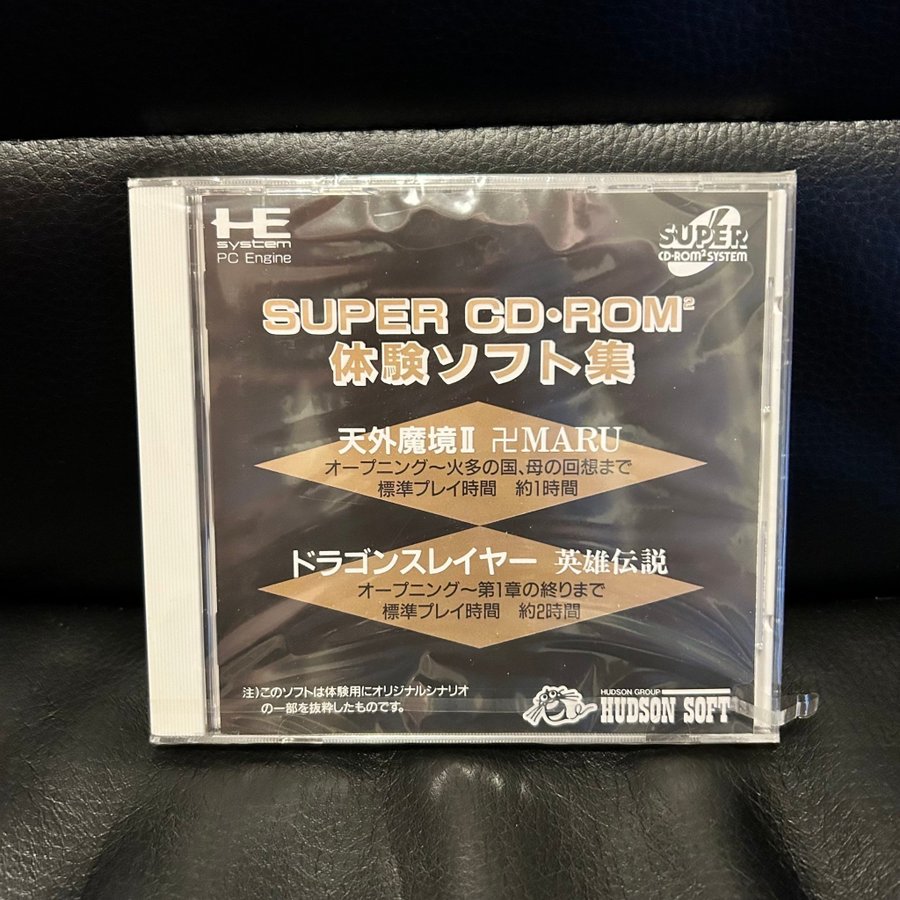 HE
system
PC Engine
SUPER
CD-ROM² SYSTEM
SUPER CD・ROM²
体験ソフト集
天外魔境II 卍MARU
オープニング〜火多の国、母の回想まで
標準プレイ時間 約1時間
ドラゴンスレイヤー 英雄伝説
オープニング〜第1章の終りまで
標準プレイ時間 約2時間
注)このソフトは体験用にオリジナルシナリオ
の一部を抜粋したものです。
HUDSON GROUP
HUDSON SOFT